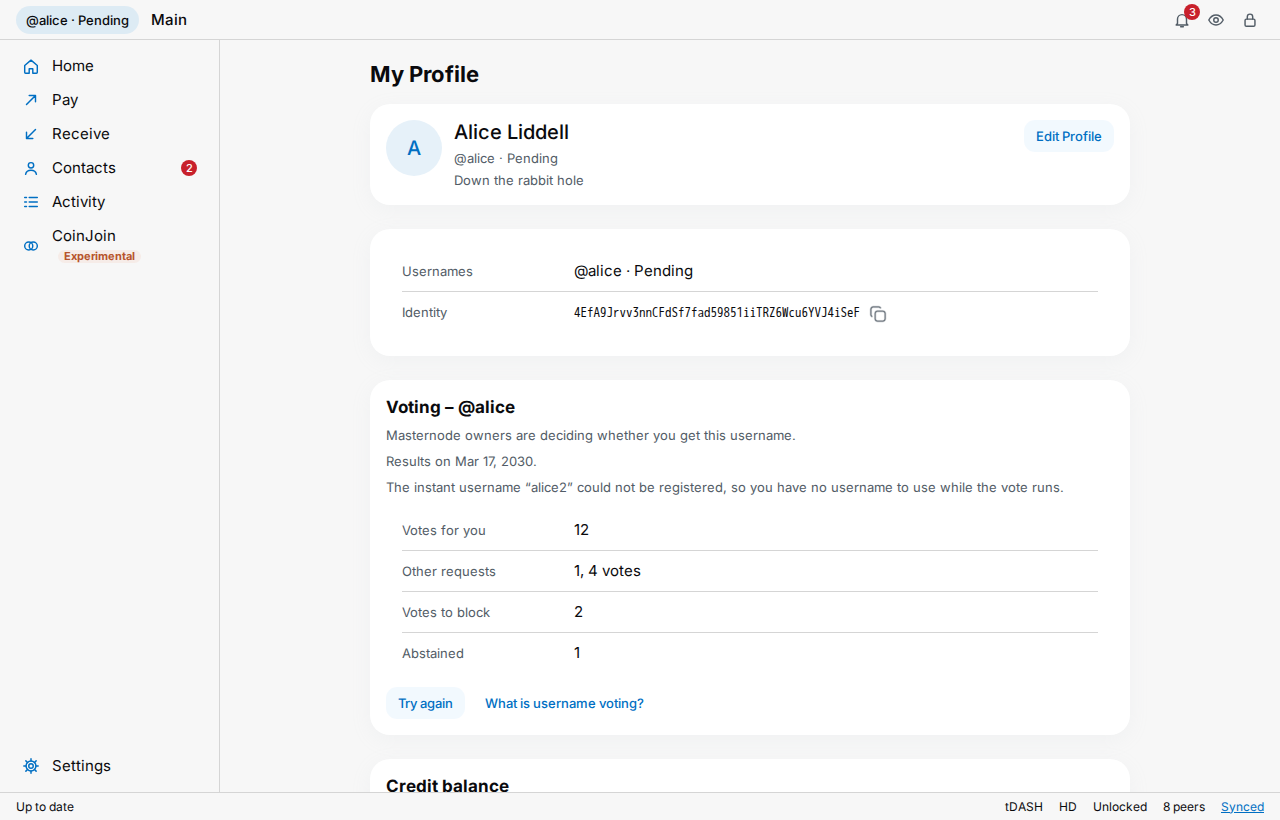 @alice · Pending
Main
3
Home
Pay
Receive
Contacts
2
Activity
CoinJoin
Experimental
Settings
My Profile
A
Alice Liddell
@alice · Pending
Down the rabbit hole
Edit Profile
Usernames
@alice · Pending
Identity
4EfA9Jrvv3nnCFdSf7fad59851iiTRZ6Wcu6YVJ4iSeF
Voting – @alice
Masternode owners are deciding whether you get this username.
Results on Mar 17, 2030.
The instant username “alice2” could not be registered, so you have no username to use while the vote runs.
Votes for you
12
Other requests
1, 4 votes
Votes to block
2
Abstained
1
Try again
What is username voting?
Credit balance
Up to date
tDASH
HD
Unlocked
8 peers
Synced